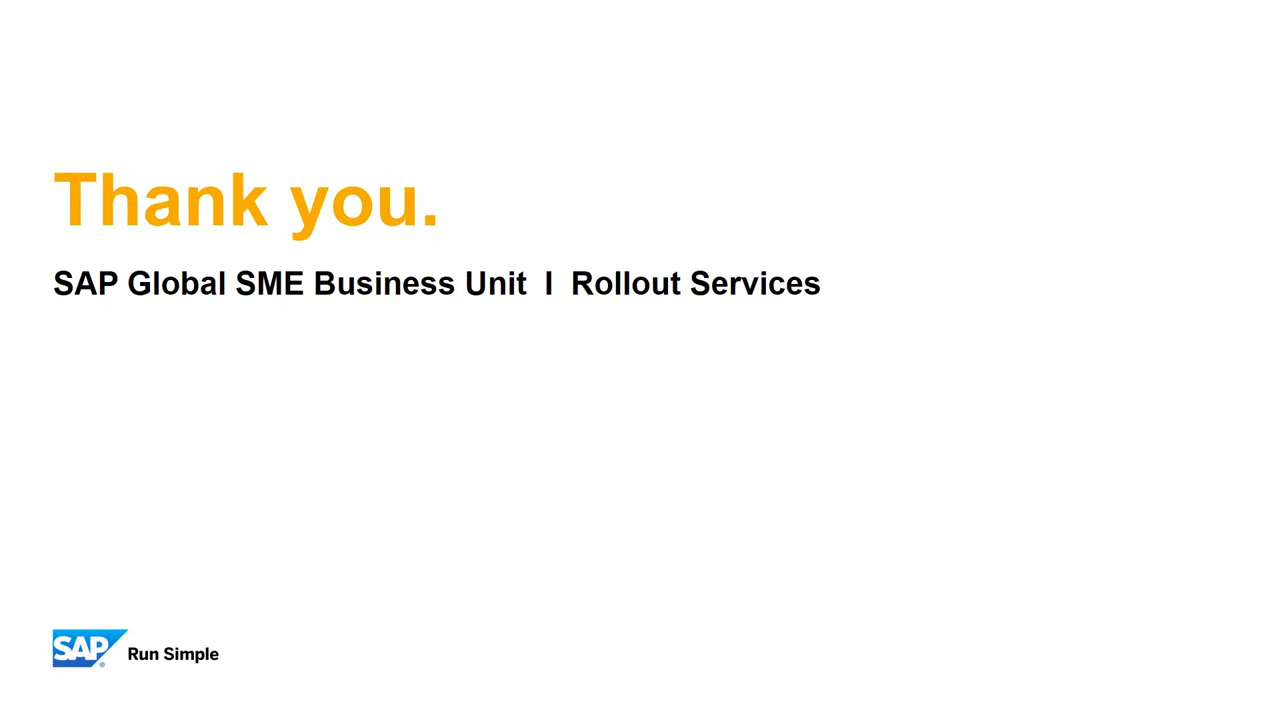 Thank you.
SAP Global SME Business Unit I Rollout Services
SAP ®
Run Simple